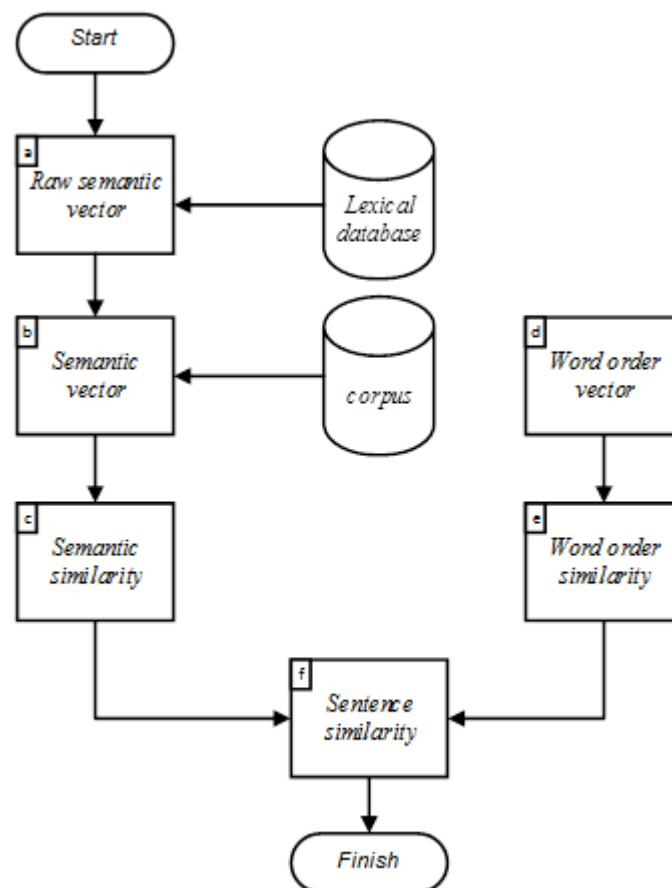 Start
a
Raw semantic
vector
Lexical
database
b
Semantic
vector
corpus
d
Word order
vector
c
Semantic
similarity
e
Word order
similarity
f
Sentence
similarity
Finish